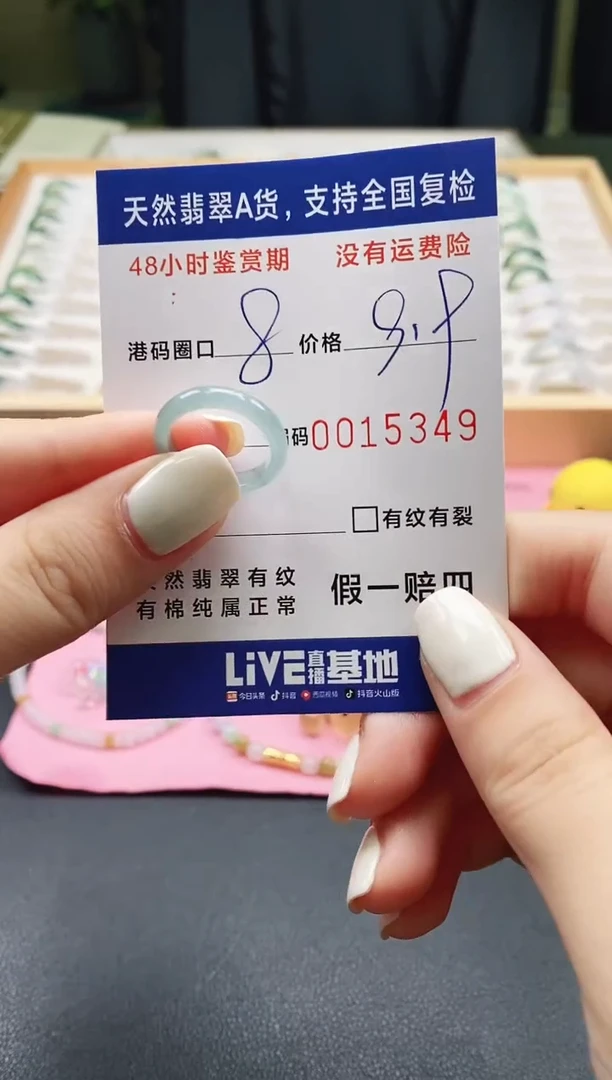 天然翡翠A货，支持全国复检
48小时鉴赏期 没有运费险
:
港码圈口 8 价格
码0015349
□有纹有裂
然翡翠有纹
有棉纯属正常
假一赔四
LiVE直播基地
今日头条 抖音 西瓜视频 抖音火山版